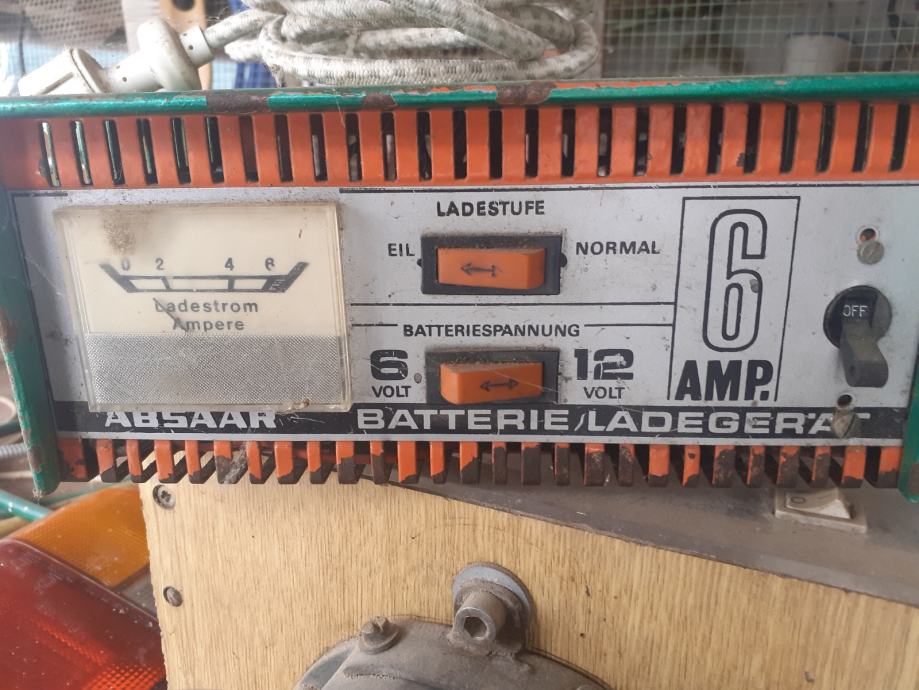 LADESTUFE
EIL NORMAL
0 2 4 6
Ladestrom
Ampere
BATTERIESPANNUNG
6 VOLT 12 VOLT
6
AMP.
OFF
ABSAAR BATTERIE/LADEGERÄT